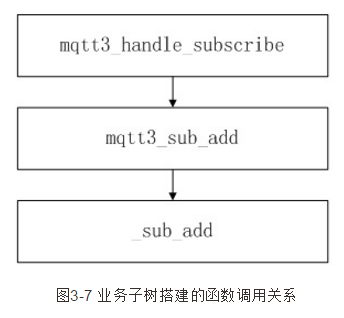 mqtt3_handle_subscribe
mqtt3_sub_add
_sub_add
图3-7 业务子树搭建的函数调用关系